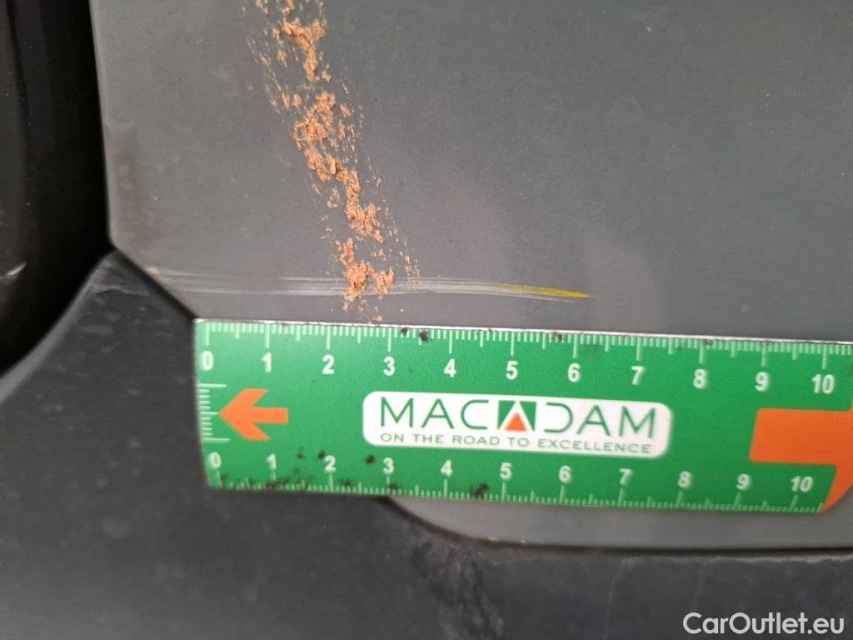 0 1 2 3 4 5 6 7 8 9 10
MACADAM
ON THE ROAD TO EXCELLENCE
0 1 2 3 4 5 6 7 8 9 10
CarOutlet.eu